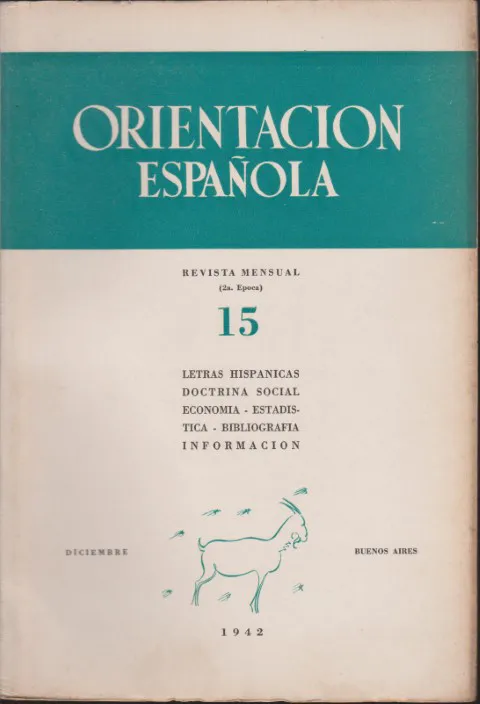 ORIENTACION
ESPAÑOLA
REVISTA MENSUAL
(2a. Epoca)
15
LETRAS HISPANICAS
DOCTRINA SOCIAL
ECONOMIA - ESTADIS-
TICA - BIBLIOGRAFIA
INFORMACION
DICIEMBRE
BUENOS AIRES
1942